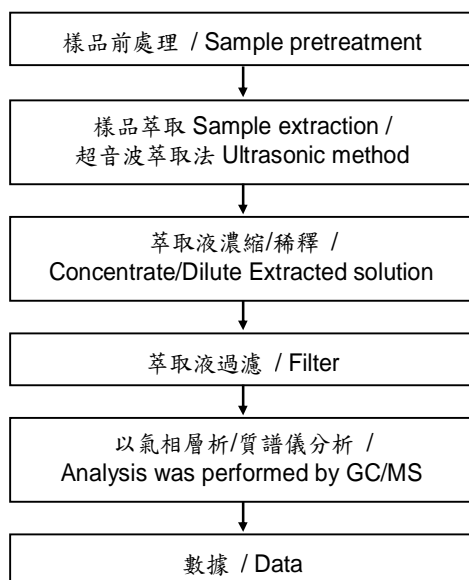 樣品前處理 / Sample pretreatment
樣品萃取 Sample extraction /
超音波萃取法 Ultrasonic method
萃取液濃縮/稀釋 /
Concentrate/Dilute Extracted solution
萃取液過濾 / Filter
以氣相層析/質譜儀分析 /
Analysis was performed by GC/MS
數據 / Data